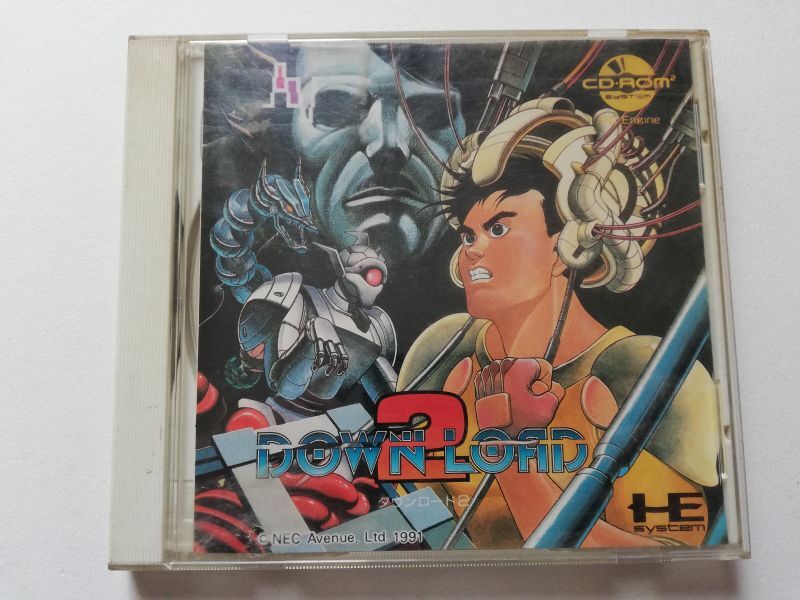 CD-ROM²
SYSTEM
Engine
2
DOWN LOAD
ダウンロード2
HE
system
© NEC Avenue, Ltd. 1991